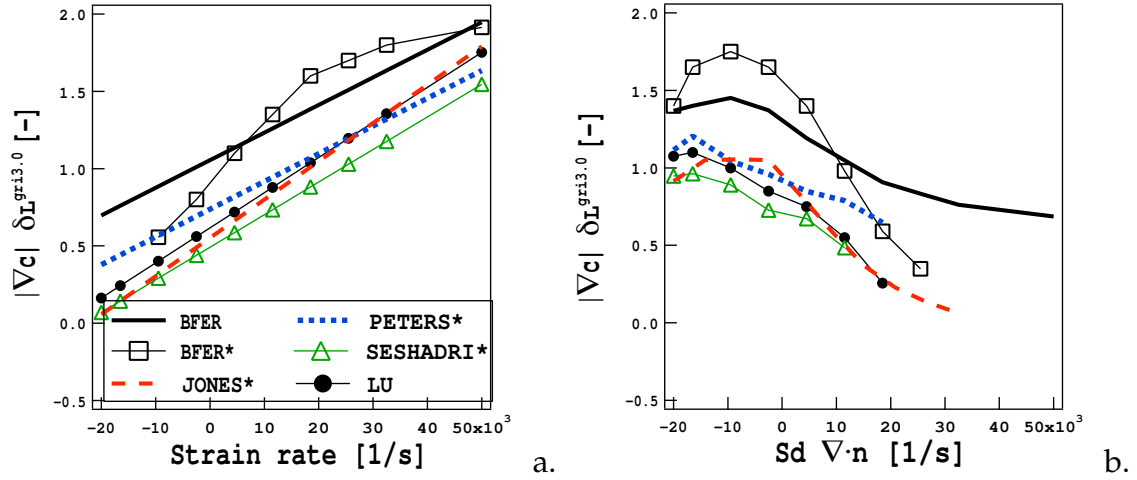 2.0
1.5
1.0
0.5
0.0
-0.5
|∇c| δL^gri3.0 [-]
BFER
BFER*
JONES*
PETERS*
SESHADRI*
LU
-20 -10 0 10 20 30 40 50x10^3
Strain rate [1/s]
a.
2.0
1.5
1.0
0.5
0.0
-0.5
|∇c| δL^gri3.0 [-]
-20 -10 0 10 20 30 40 50x10^3
Sd ∇·n [1/s]
b.